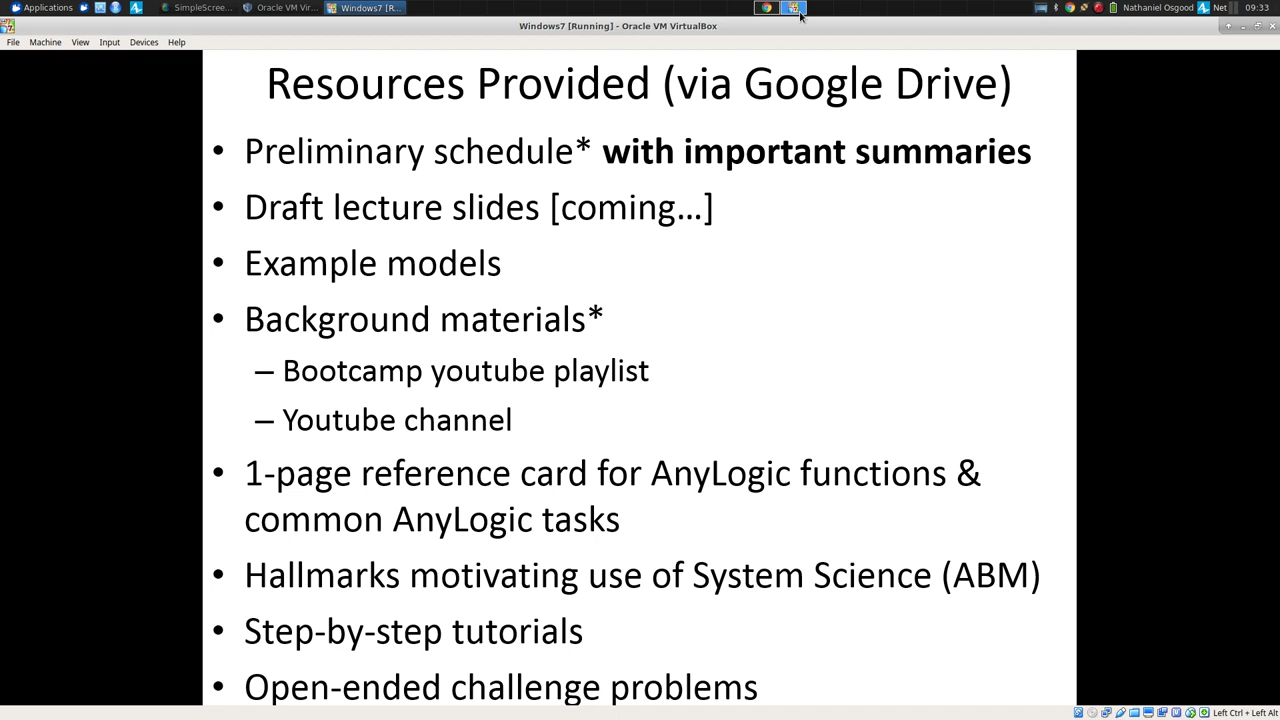 Applications
SimpleScree...
Oracle VM Vir...
Windows7 [R...
Nathaniel Osgood
Net
09:33
Windows7 [Running] - Oracle VM VirtualBox
File Machine View Input Devices Help
Resources Provided (via Google Drive)
• Preliminary schedule* with important summaries
• Draft lecture slides [coming…]
• Example models
• Background materials*
– Bootcamp youtube playlist
– Youtube channel
• 1-page reference card for AnyLogic functions &
common AnyLogic tasks
• Hallmarks motivating use of System Science (ABM)
• Step-by-step tutorials
• Open-ended challenge problems
Left Ctrl + Left Alt